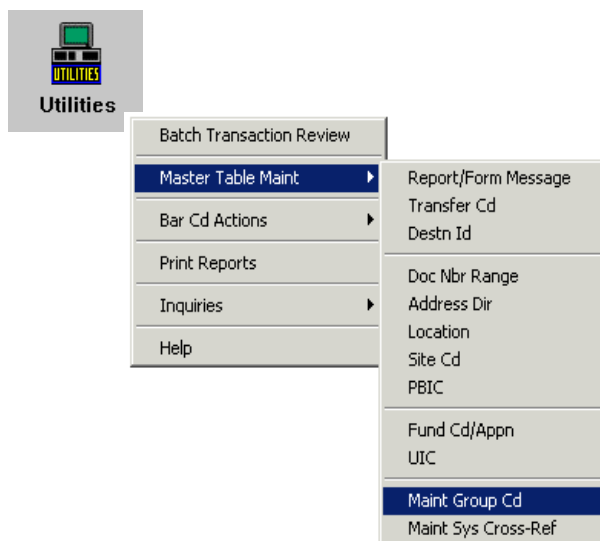 UTILITIES
Utilities
Batch Transaction Review
Master Table Maint
Bar Cd Actions
Print Reports
Inquiries
Help
Report/Form Message
Transfer Cd
Destn Id
Doc Nbr Range
Address Dir
Location
Site Cd
PBIC
Fund Cd/Appn
UIC
Maint Group Cd
Maint Sys Cross-Ref